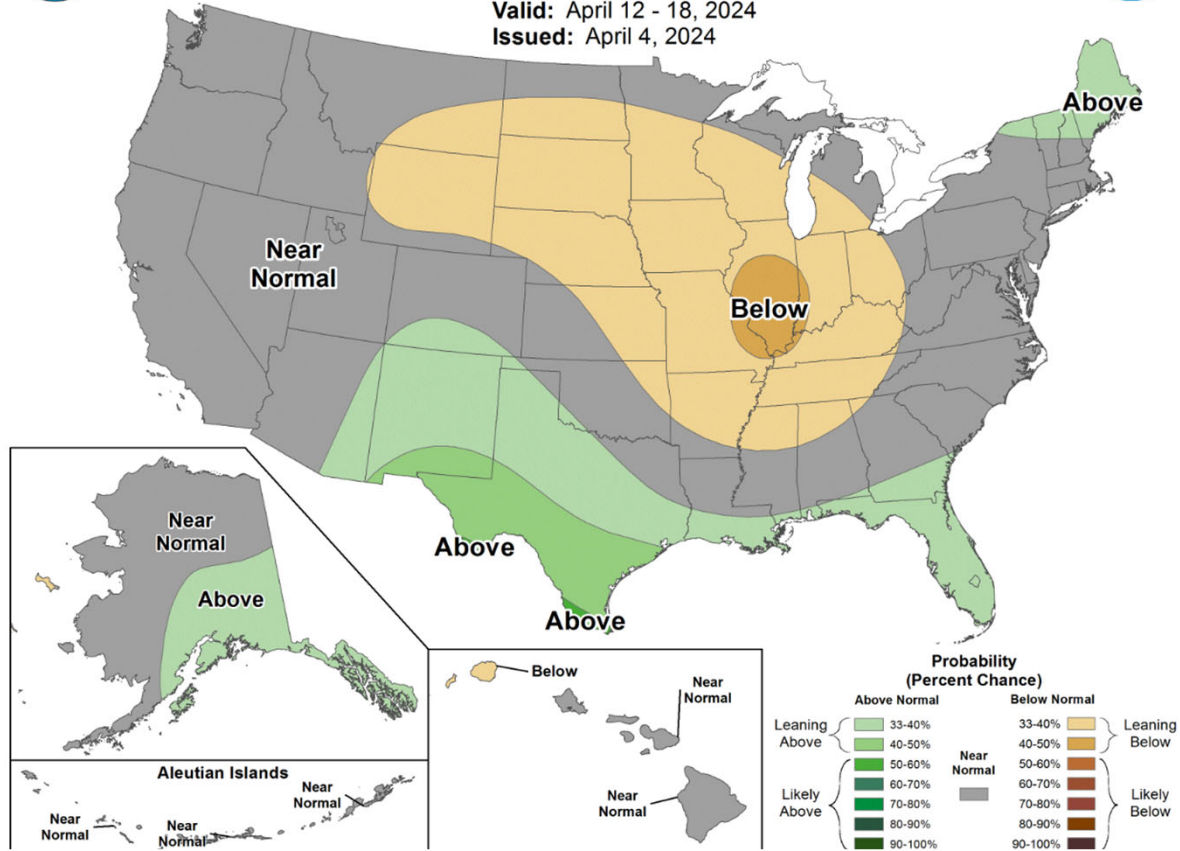 Valid: April 12 - 18, 2024
Issued: April 4, 2024
Above
Near
Normal
Below
Above
Above
Near
Normal
Above
Below
Near
Normal
Near
Normal
Aleutian Islands
Near
Normal
Near
Normal
Near
Normal
Probability
(Percent Chance)
Above Normal
Below Normal
Leaning
Above
33-40%
40-50%
33-40%
40-50%
Leaning
Below
Near
Normal
Likely
Above
50-60%
60-70%
70-80%
80-90%
90-100%
50-60%
60-70%
70-80%
80-90%
90-100%
Likely
Below